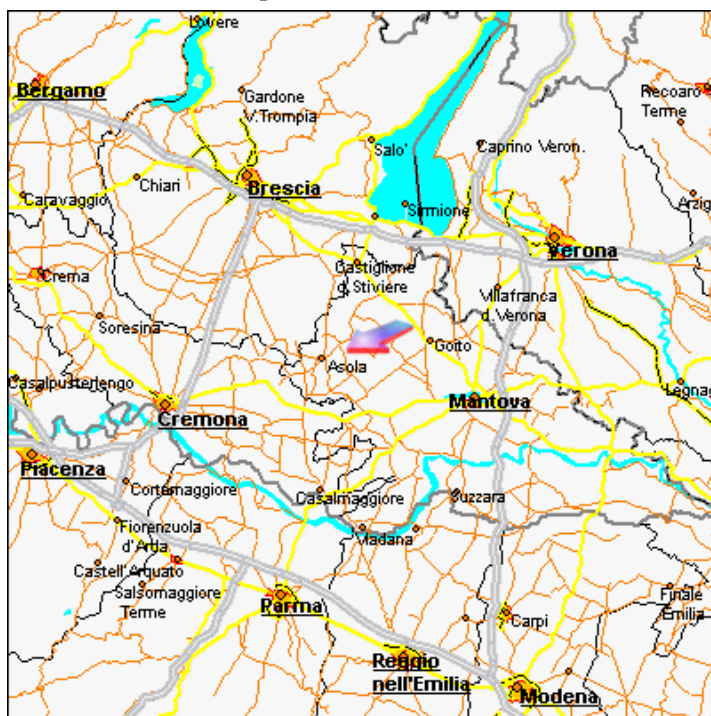 Lovere
Bergamo
Gardone
V.Trompia
Recoaro
Terme
Salo'
Caprino Veron.
Chiari
Brescia
Caravaggio
Sirmione
Arzig
Verona
Castiglione
d. Stiviere
Crema
Villafranca
d. Verona
Soresina
Goito
Asola
Casalpusterlengo
Legnag
Mantova
Cremona
Piacenza
Cortemaggiore
Casalmaggiore
Suzzara
Fiorenzuola
d'Arda
Viadana
Castell'Arquato
Salsomaggiore
Terme
Finale
Emilia
Parma
Carpi
Reggio
nell'Emilia
Modena